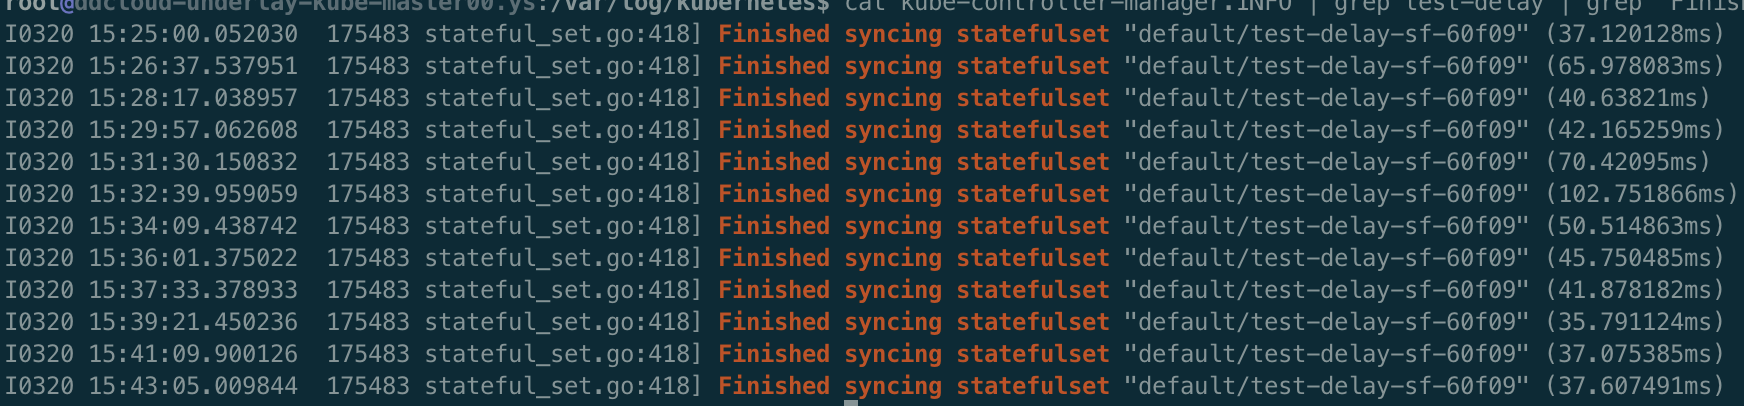 root@ddcloud-underlay-kube-master00.ys:/var/log/kubernetes$ cat kube-controller-manager.INFO | grep test-delay | grep "Finis
I0320 15:25:00.052030  175483 stateful_set.go:418] Finished syncing statefulset "default/test-delay-sf-60f09" (37.120128ms)
I0320 15:26:37.537951  175483 stateful_set.go:418] Finished syncing statefulset "default/test-delay-sf-60f09" (65.978083ms)
I0320 15:28:17.038957  175483 stateful_set.go:418] Finished syncing statefulset "default/test-delay-sf-60f09" (40.63821ms)
I0320 15:29:57.062608  175483 stateful_set.go:418] Finished syncing statefulset "default/test-delay-sf-60f09" (42.165259ms)
I0320 15:31:30.150832  175483 stateful_set.go:418] Finished syncing statefulset "default/test-delay-sf-60f09" (70.42095ms)
I0320 15:32:39.959059  175483 stateful_set.go:418] Finished syncing statefulset "default/test-delay-sf-60f09" (102.751866ms)
I0320 15:34:09.438742  175483 stateful_set.go:418] Finished syncing statefulset "default/test-delay-sf-60f09" (50.514863ms)
I0320 15:36:01.375022  175483 stateful_set.go:418] Finished syncing statefulset "default/test-delay-sf-60f09" (45.750485ms)
I0320 15:37:33.378933  175483 stateful_set.go:418] Finished syncing statefulset "default/test-delay-sf-60f09" (41.878182ms)
I0320 15:39:21.450236  175483 stateful_set.go:418] Finished syncing statefulset "default/test-delay-sf-60f09" (35.791124ms)
I0320 15:41:09.900126  175483 stateful_set.go:418] Finished syncing statefulset "default/test-delay-sf-60f09" (37.075385ms)
I0320 15:43:05.009844  175483 stateful_set.go:418] Finished syncing statefulset "default/test-delay-sf-60f09" (37.607491ms)